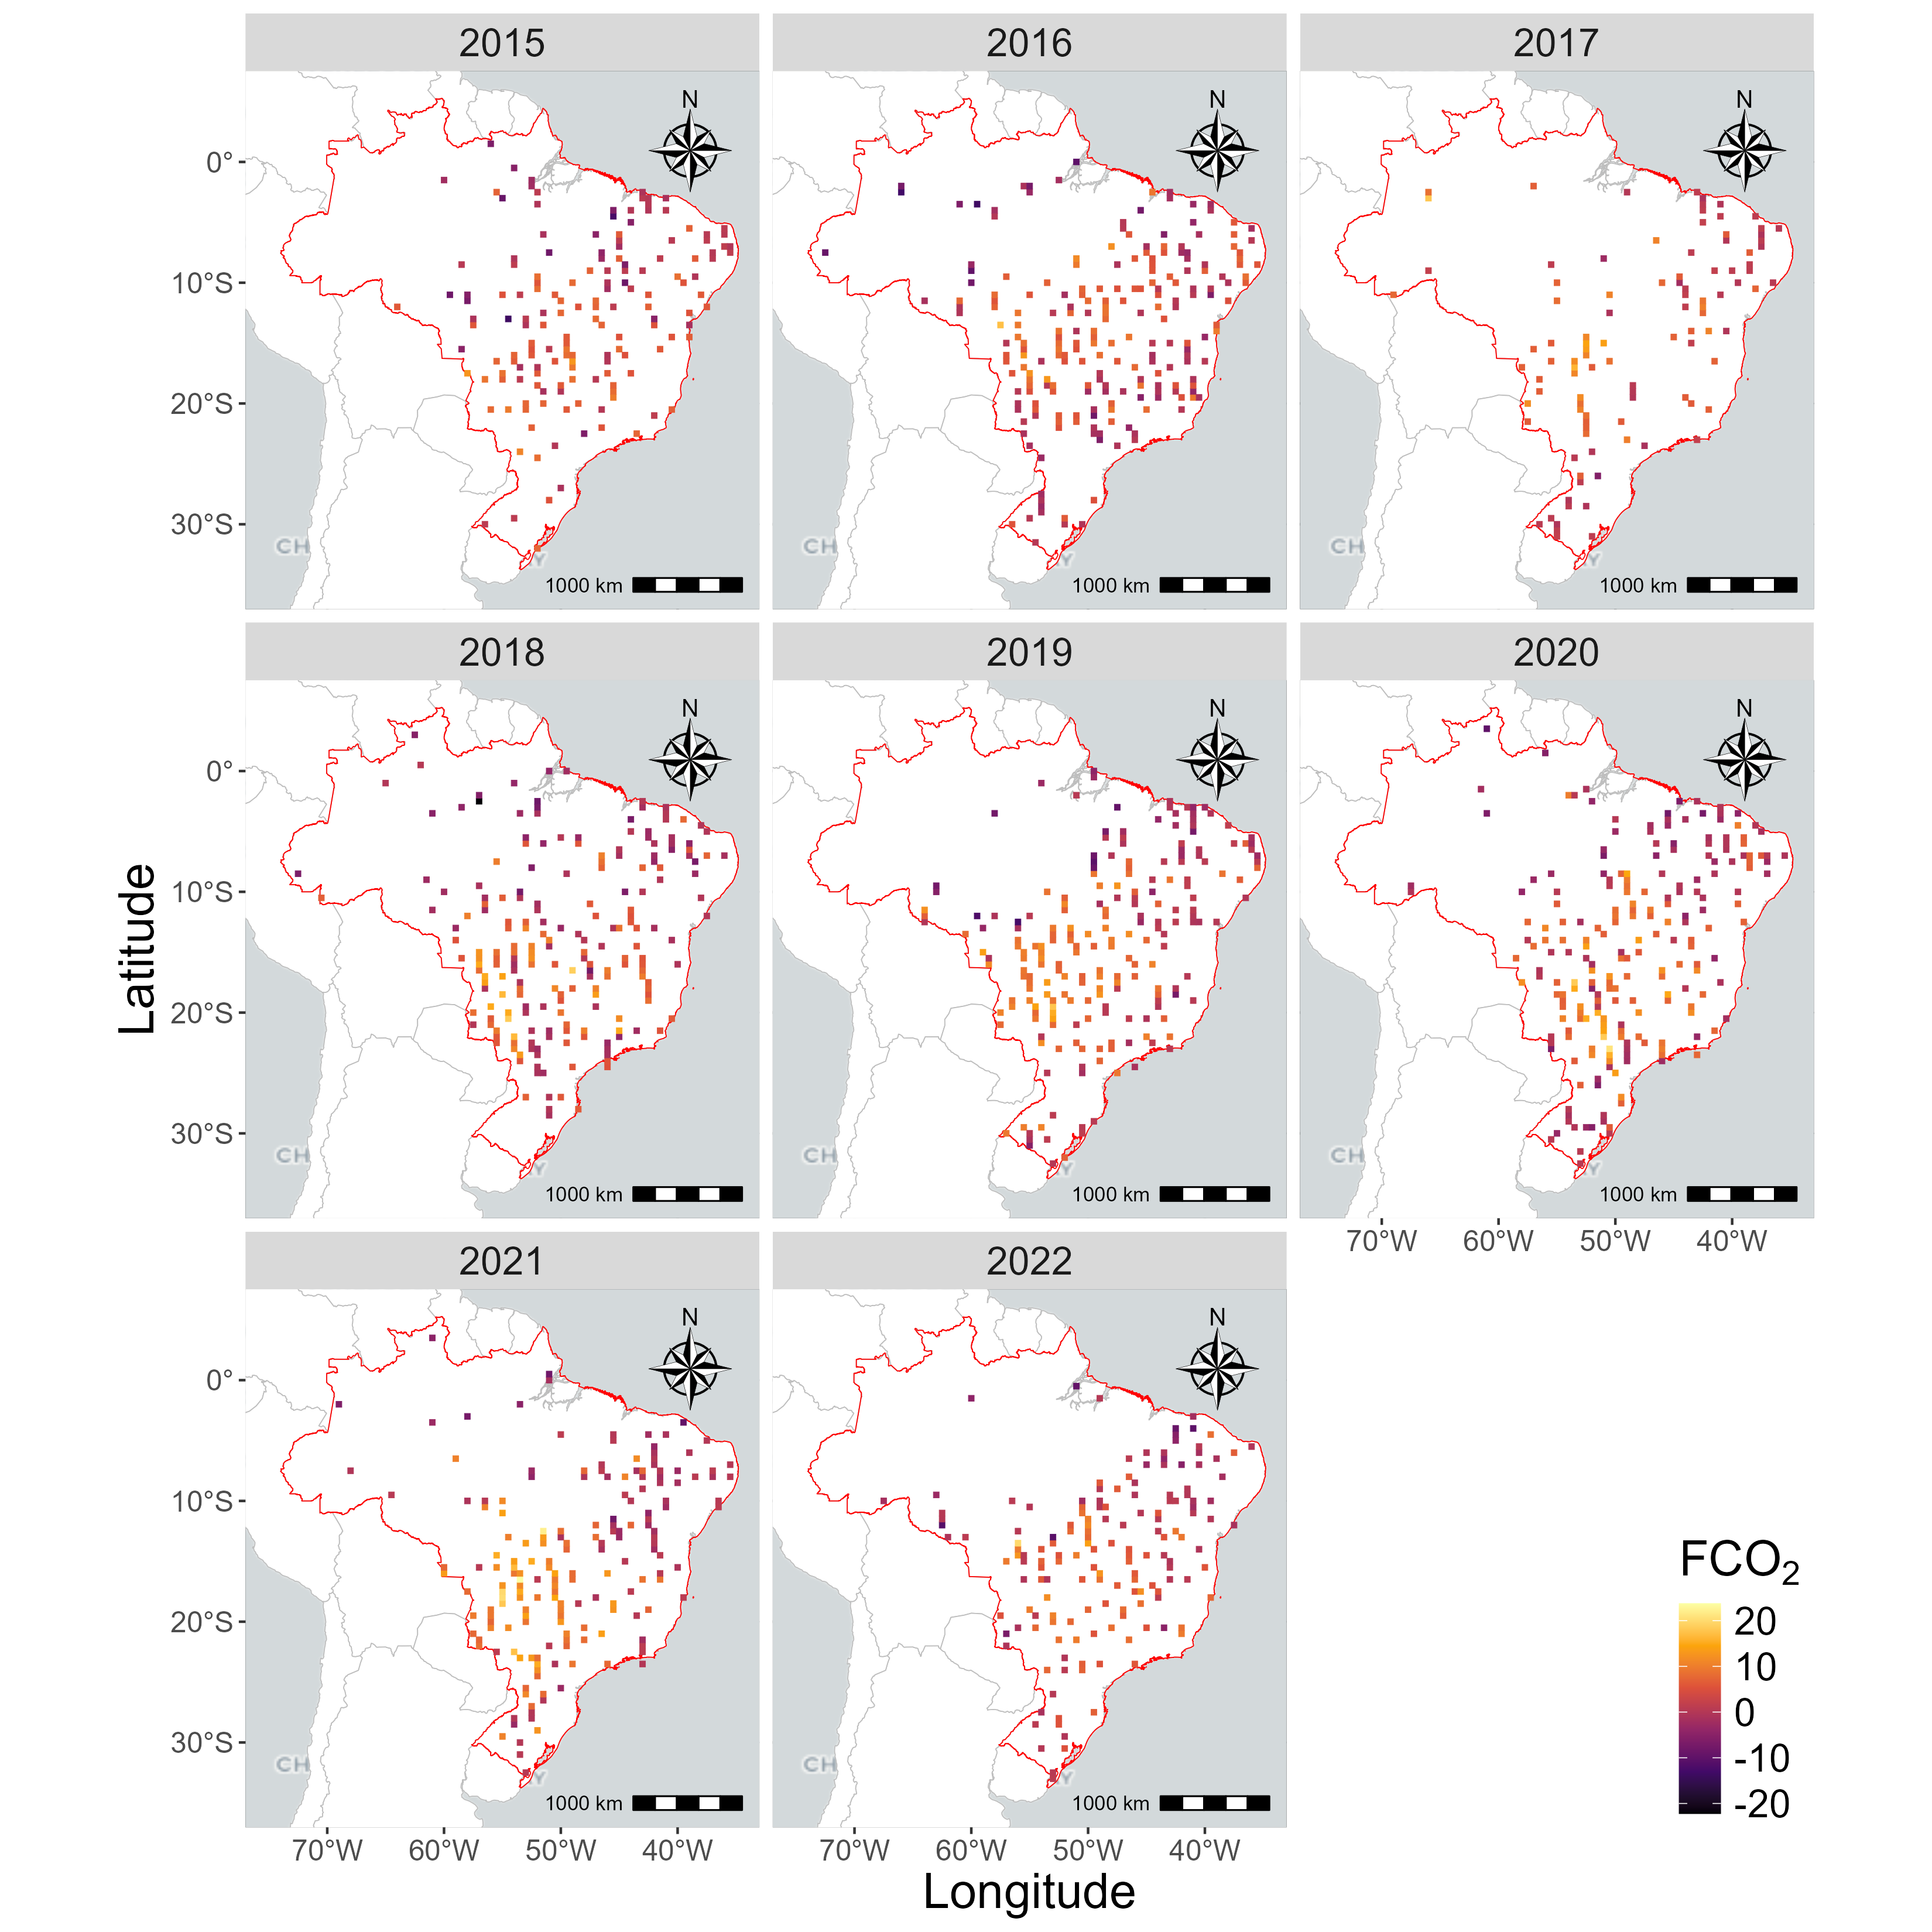 2015 2016 2017
N N N
0°
10°S
20°S
30°S
CH Y CH Y CH Y
1000 km 1000 km 1000 km
2018 2019 2020
N N N
0°
10°S
20°S
30°S
CH Y CH Y CH Y
1000 km 1000 km 1000 km
70°W 60°W 50°W 40°W
Latitude
2021 2022
N N
0°
10°S
20°S
30°S
CH Y CH Y
1000 km 1000 km
70°W 60°W 50°W 40°W 70°W 60°W 50°W 40°W
Longitude
FCO₂
20
10
0
-10
-20